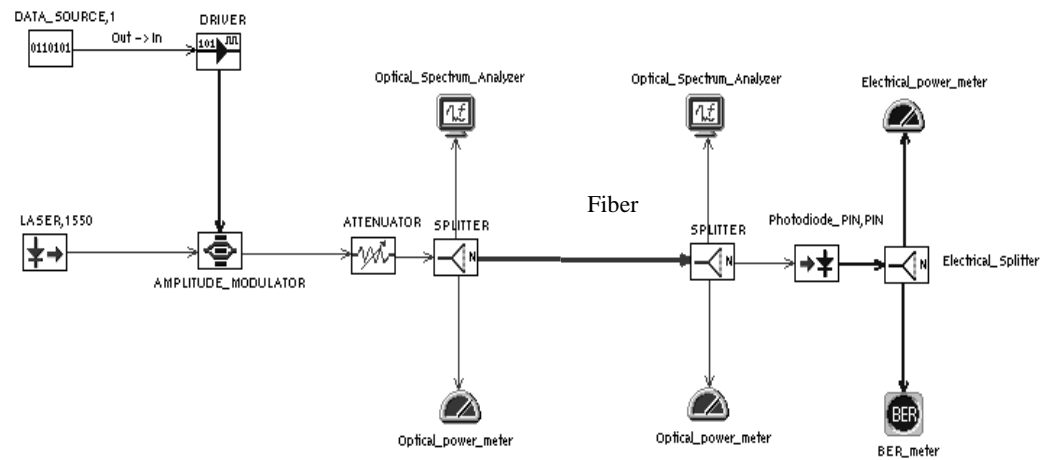 DATA_SOURCE,1
DRIVER
Out ->In
0110101
101
Optical_Spectrum_Analyzer
Optical_Spectrum_Analyzer
Electrical_power_meter
Fiber
LASER,1550
ATTENUATOR
SPLITTER
SPLITTER
Photodiode_PIN,PIN
N
N
N
Electrical_Splitter
AMPLITUDE_MODULATOR
Optical_power_meter
Optical_power_meter
BER
BER_meter